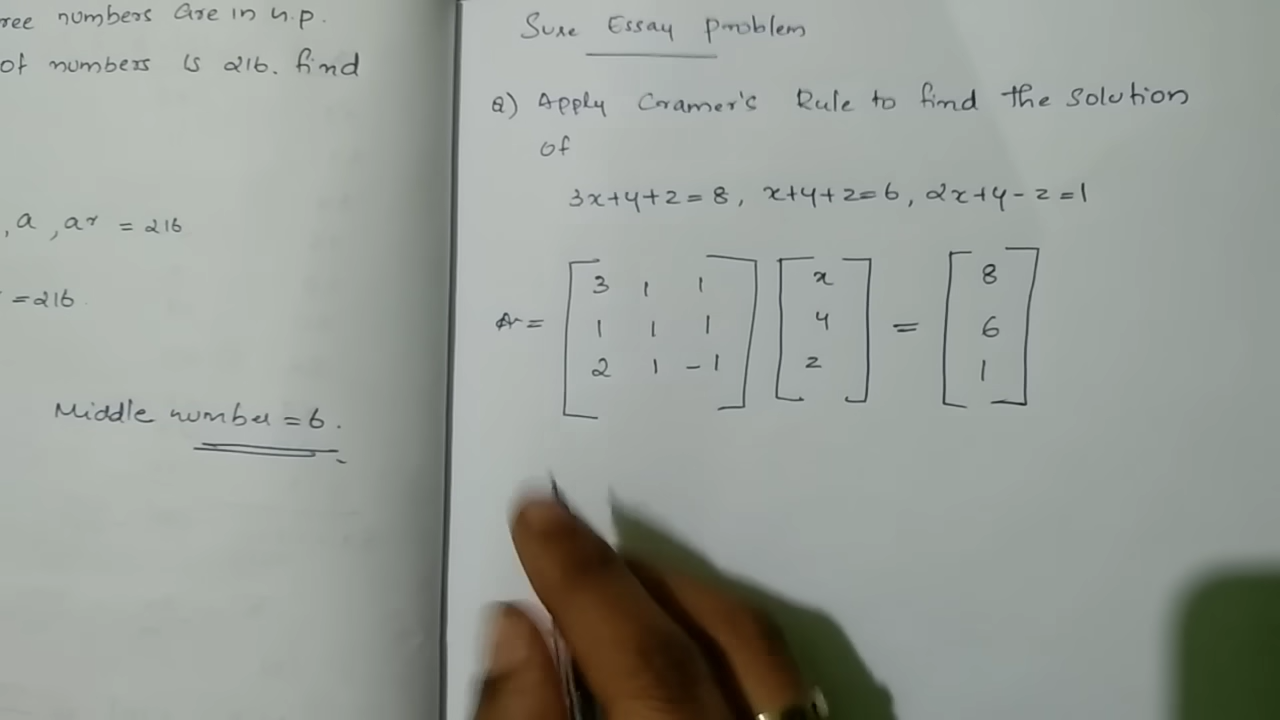 ree numbers are in G.P.
of numbers is 216. find
, a , ar = 216
= 216
Middle number = 6.
Sure Essay problem
Q) Apply Cramer's Rule to find the solution
of
3x+y+z=8, x+y+z=6, 2x+y-z=1
3 1 1 x 8
A = 1 1 1 y = 6
2 1 -1 z 1